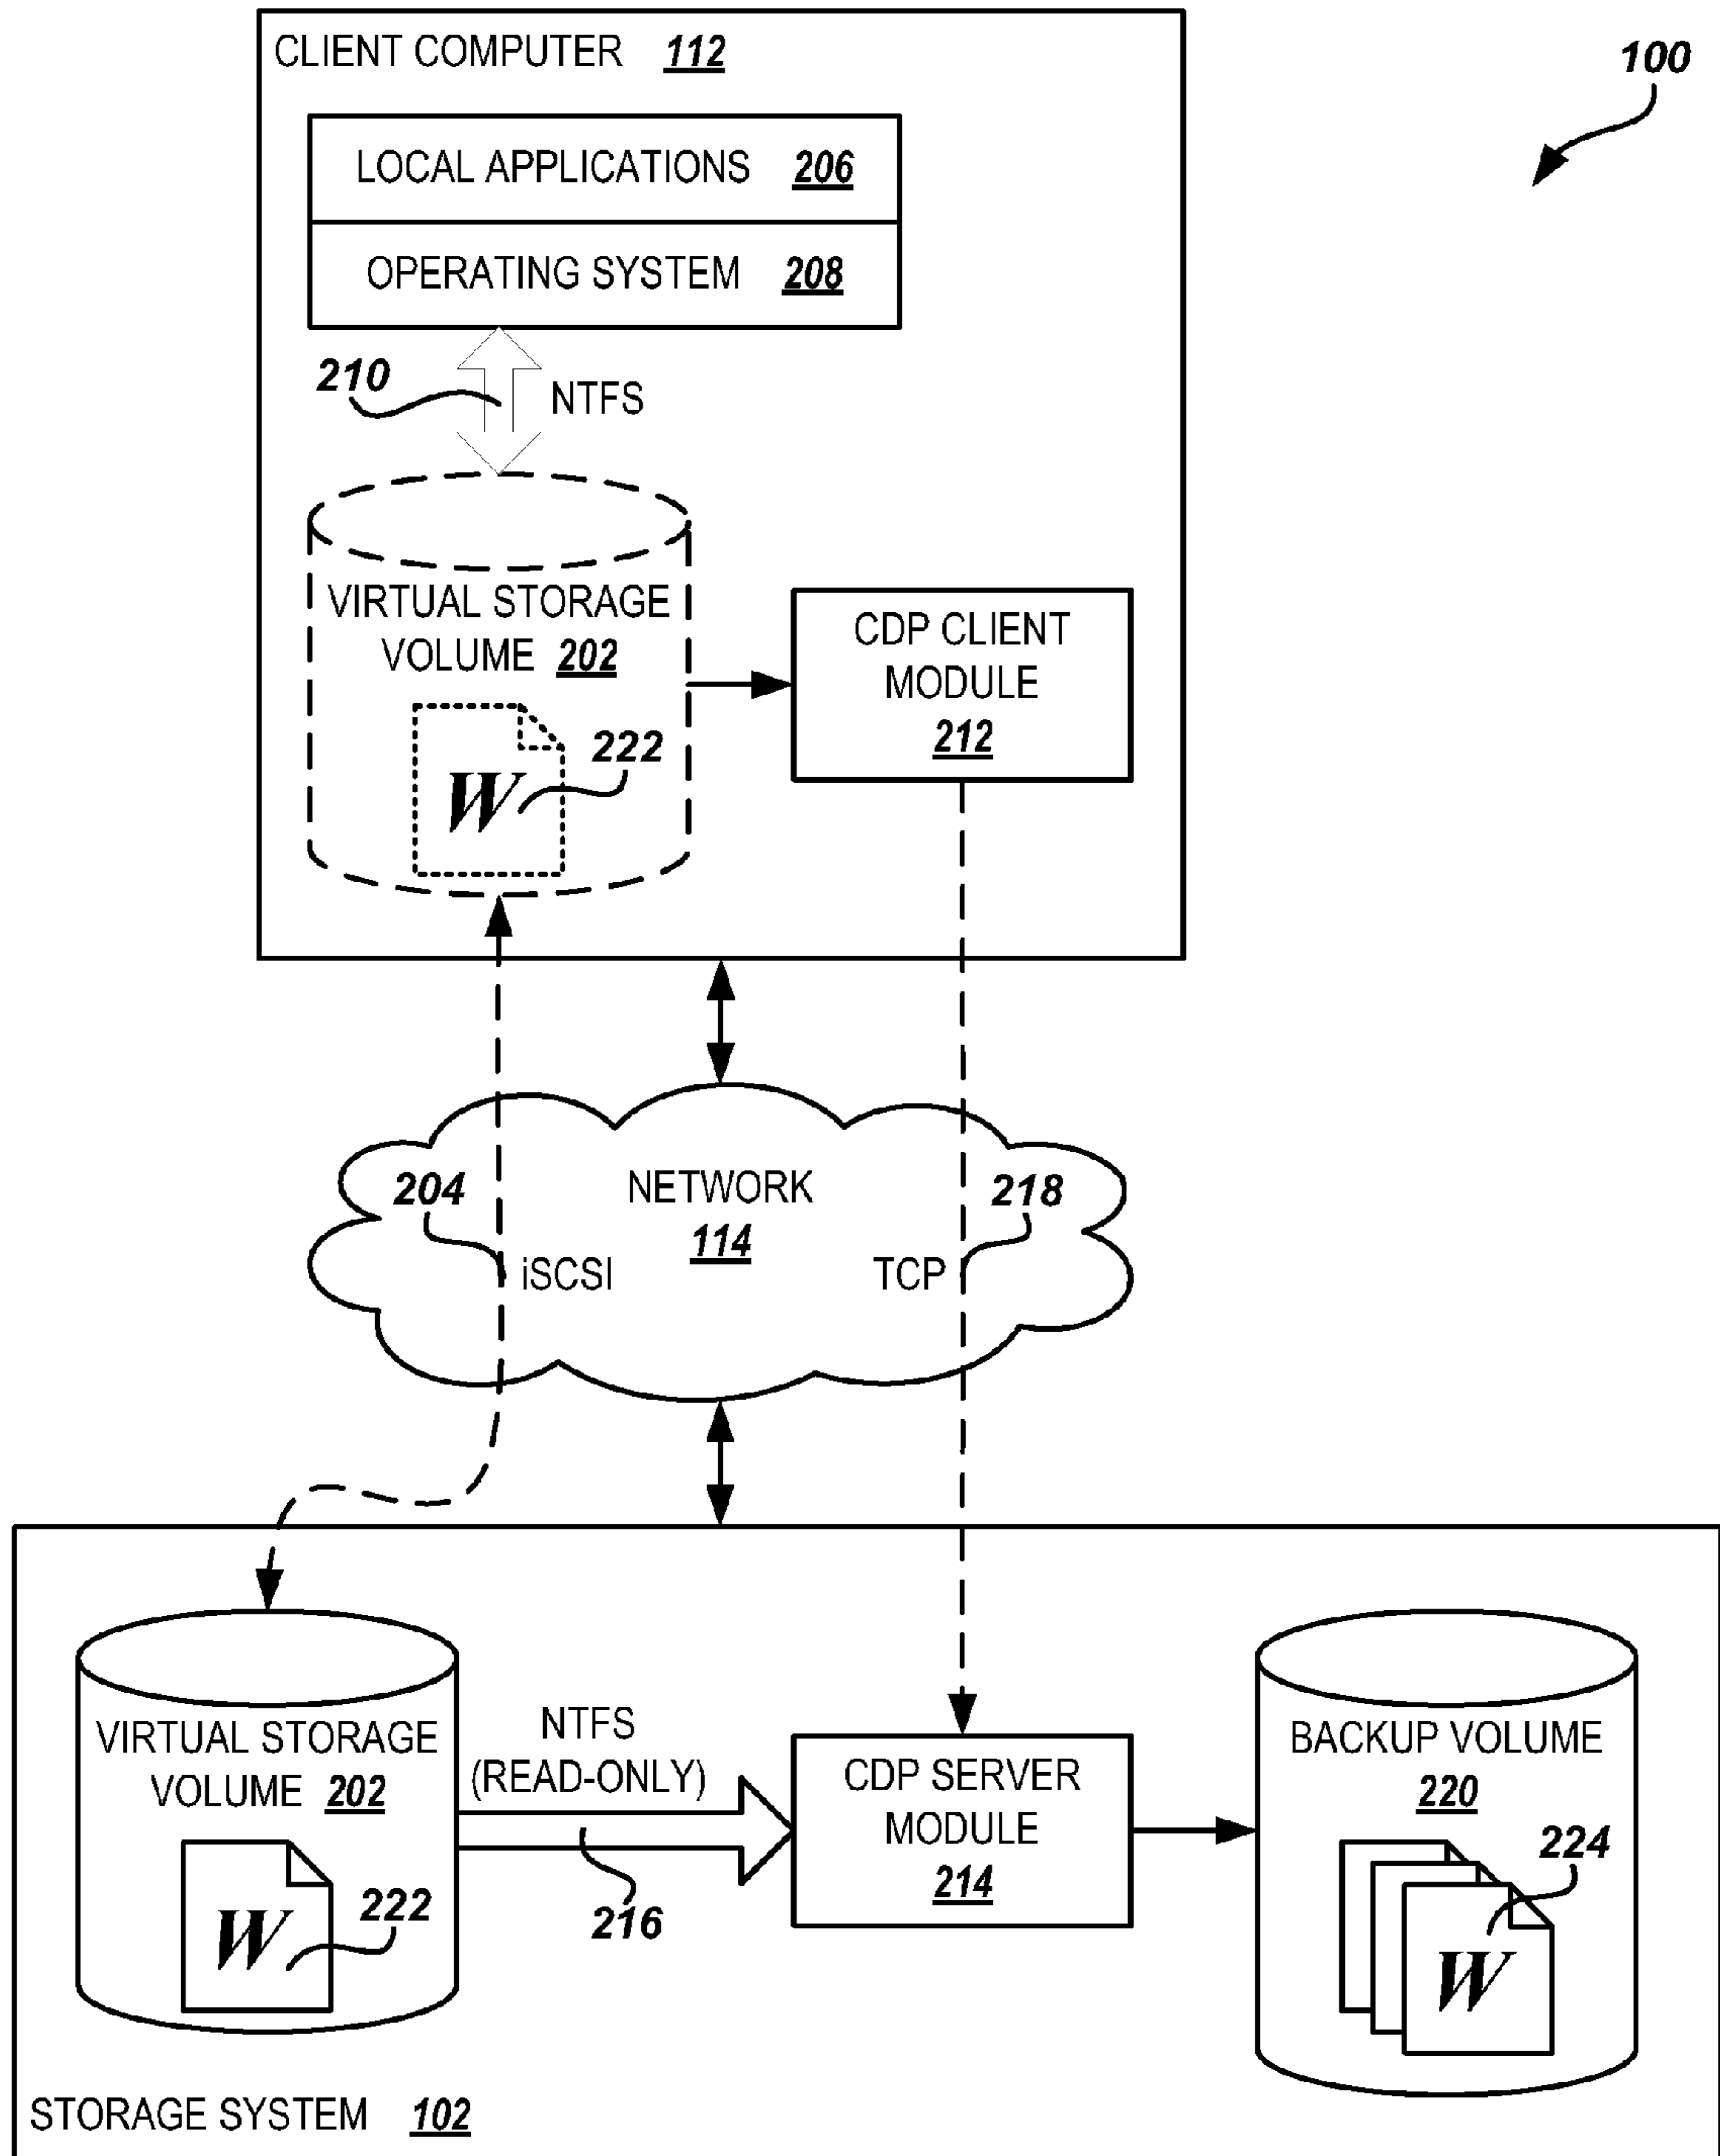 CLIENT COMPUTER 112
100
LOCAL APPLICATIONS 206
OPERATING SYSTEM 208
210
NTFS
VIRTUAL STORAGE
VOLUME 202
CDP CLIENT
MODULE
212
222
W
NETWORK
114
204
218
iSCSI
TCP
VIRTUAL STORAGE
VOLUME 202
W
222
NTFS
(READ-ONLY)
216
CDP SERVER
MODULE
214
BACKUP VOLUME
220
224
W
STORAGE SYSTEM 102